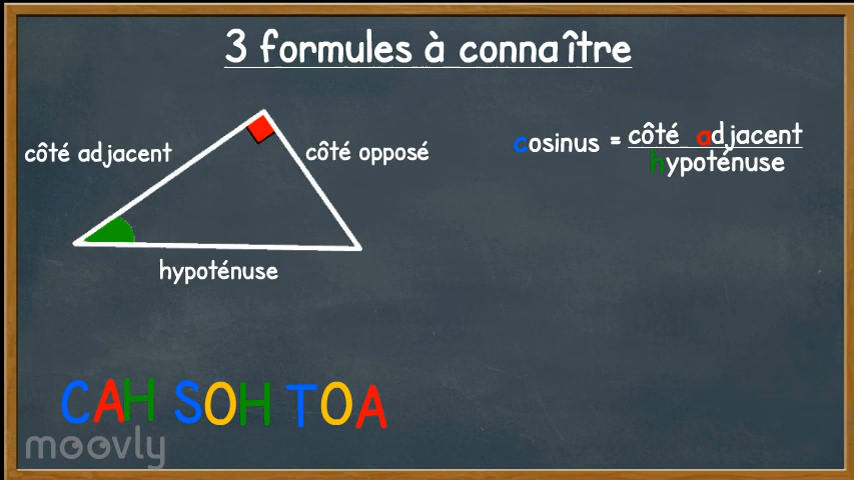 3 formules à connaître
côté adjacent
côté opposé
hypoténuse
cosinus = côté adjacent
hypoténuse
CAH SOH TOA
moovly